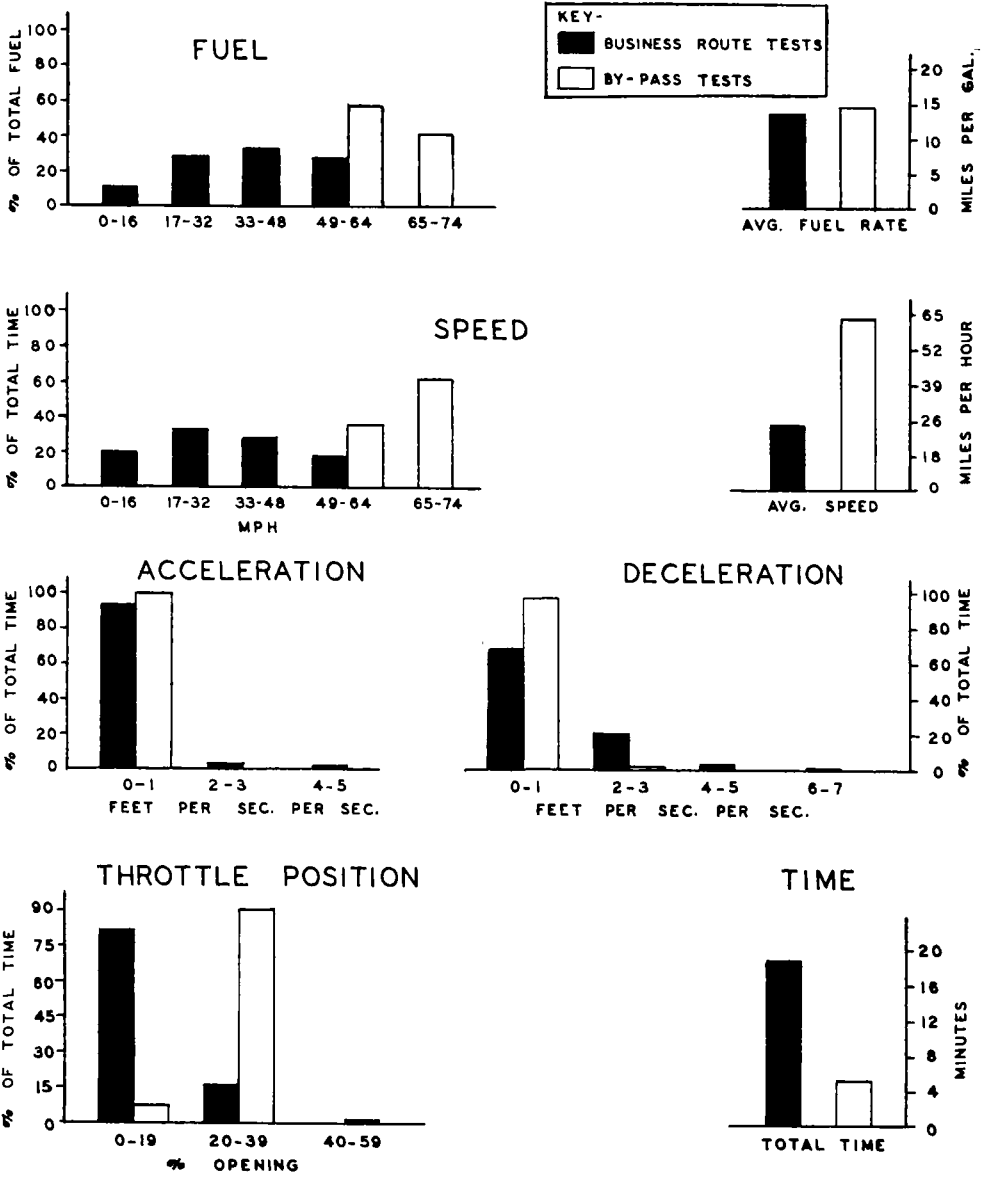 KEY-
BUSINESS ROUTE TESTS
BY-PASS TESTS
FUEL
% OF TOTAL FUEL
100
80
60
40
20
0
0-16 17-32 33-48 49-64 65-74
20
15
10
5
0
MILES PER GAL.
AVG. FUEL RATE
SPEED
% OF TOTAL TIME
100
80
60
40
20
0
0-16 17-32 33-48 49-64 65-74
MPH
65
52
39
26
18
0
MILES PER HOUR
AVG. SPEED
ACCELERATION
% OF TOTAL TIME
100
80
60
40
20
0
0-1 2-3 4-5
FEET PER SEC. PER SEC.
DECELERATION
100
80
60
40
20
0
% OF TOTAL TIME
0-1 2-3 4-5 6-7
FEET PER SEC. PER SEC.
THROTTLE POSITION
% OF TOTAL TIME
90
75
60
45
30
15
0
0-19 20-39 40-59
% OPENING
TIME
20
16
12
8
4
0
MINUTES
TOTAL TIME